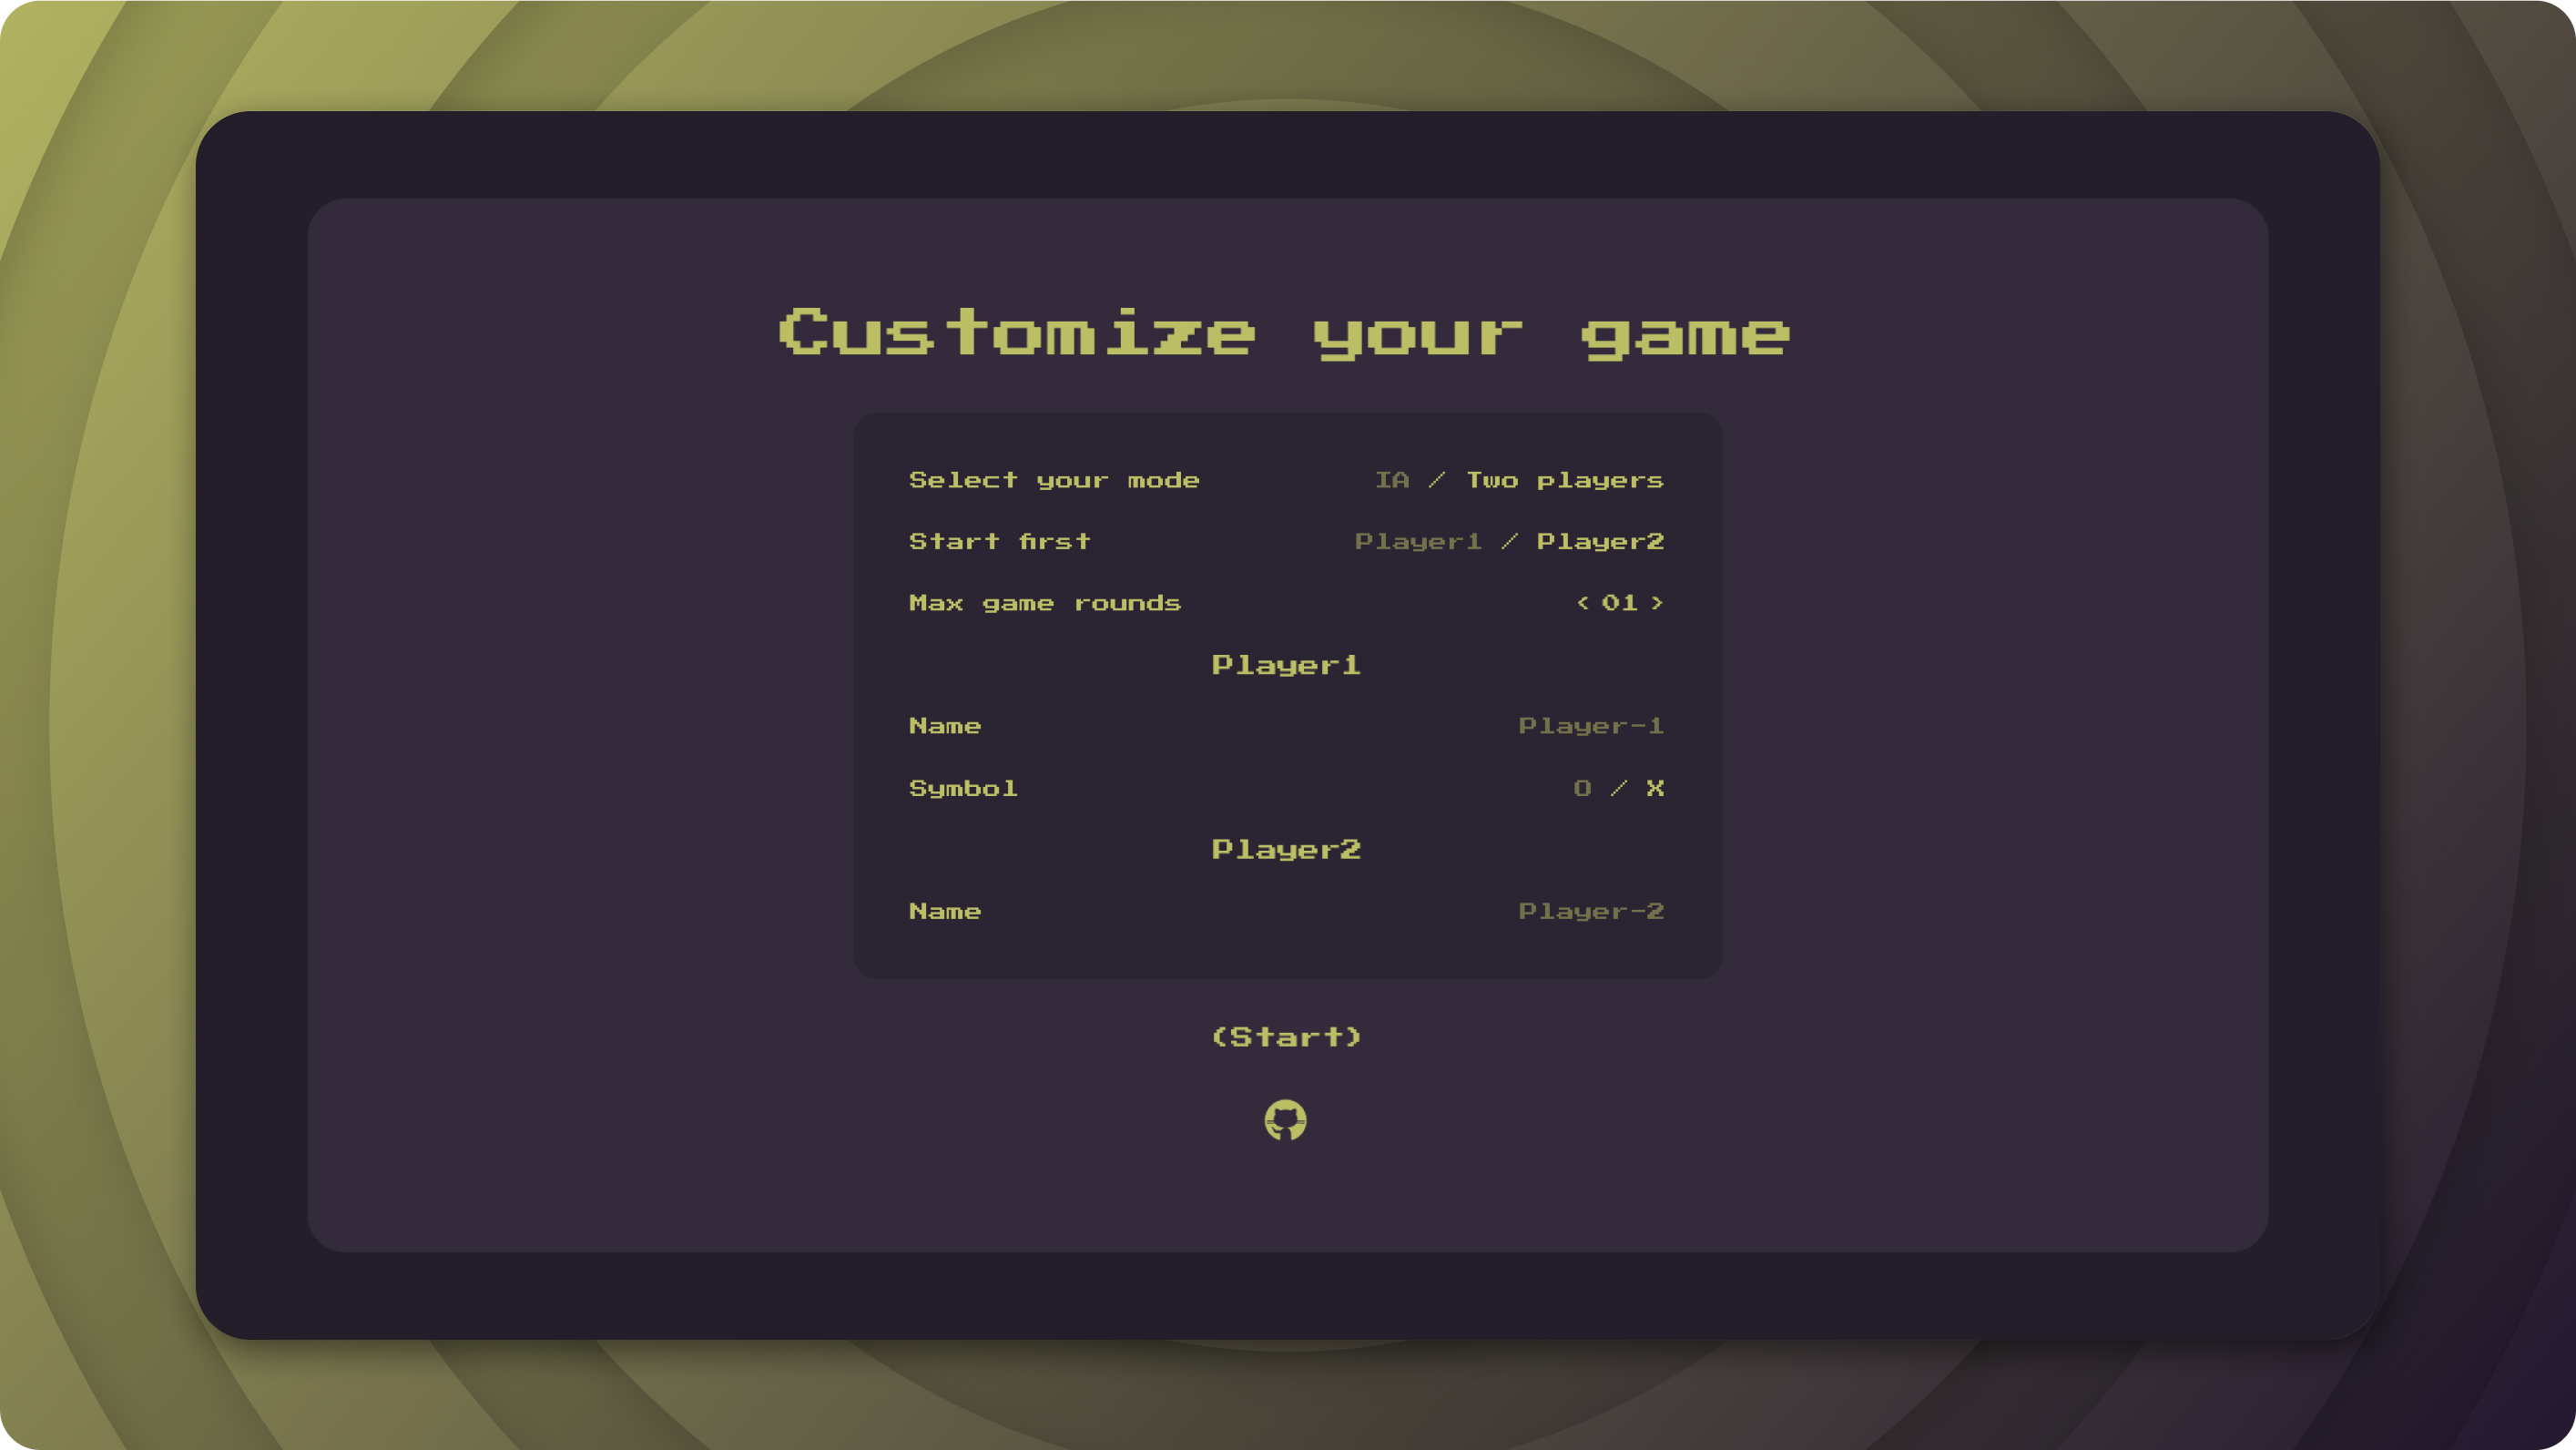 Customize your game
Select your mode IA / Two players
Start first Player1 / Player2
Max game rounds < 01 >
Player1
Name Player-1
Symbol O / X
Player2
Name Player-2
(Start)